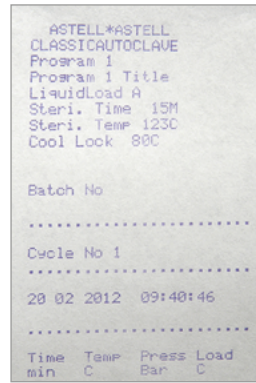 ASTELL*ASTELL
CLASSICAUTOCLAVE
Program 1
Program 1 Title
LiquidLoad A
Steri. Time 15M
Steri. Temp 123C
Cool Lock 80C
Batch No
........................
Cycle No 1
........................
20 02 2012 09:40:46
........................
Time Temp Press Load
min C Bar C